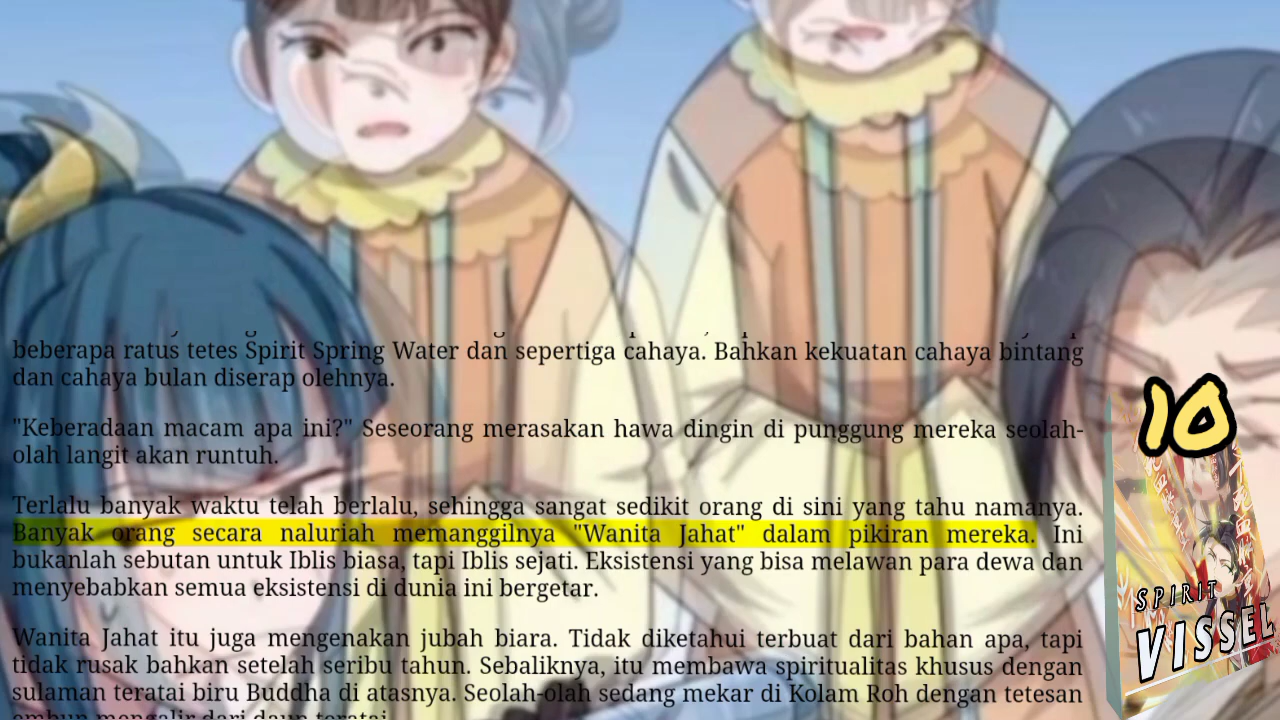 beberapa ratus tetes Spirit Spring Water dan sepertiga cahaya. Bahkan kekuatan cahaya bintang
dan cahaya bulan diserap olehnya.
"Keberadaan macam apa ini?" Seseorang merasakan hawa dingin di punggung mereka seolah-
olah langit akan runtuh.
Terlalu banyak waktu telah berlalu, sehingga sangat sedikit orang di sini yang tahu namanya.
Banyak orang secara naluriah memanggilnya "Wanita Jahat" dalam pikiran mereka. Ini
bukanlah sebutan untuk Iblis biasa, tapi Iblis sejati. Eksistensi yang bisa melawan para dewa dan
menyebabkan semua eksistensi di dunia ini bergetar.
Wanita Jahat itu juga mengenakan jubah biara. Tidak diketahui terbuat dari bahan apa, tapi
tidak rusak bahkan setelah seribu tahun. Sebaliknya, itu membawa spiritualitas khusus dengan
sulaman teratai biru Buddha di atasnya. Seolah-olah sedang mekar di Kolam Roh dengan tetesan
embun mengalir dari daun teratai.
10
SPIRIT
VISSEL